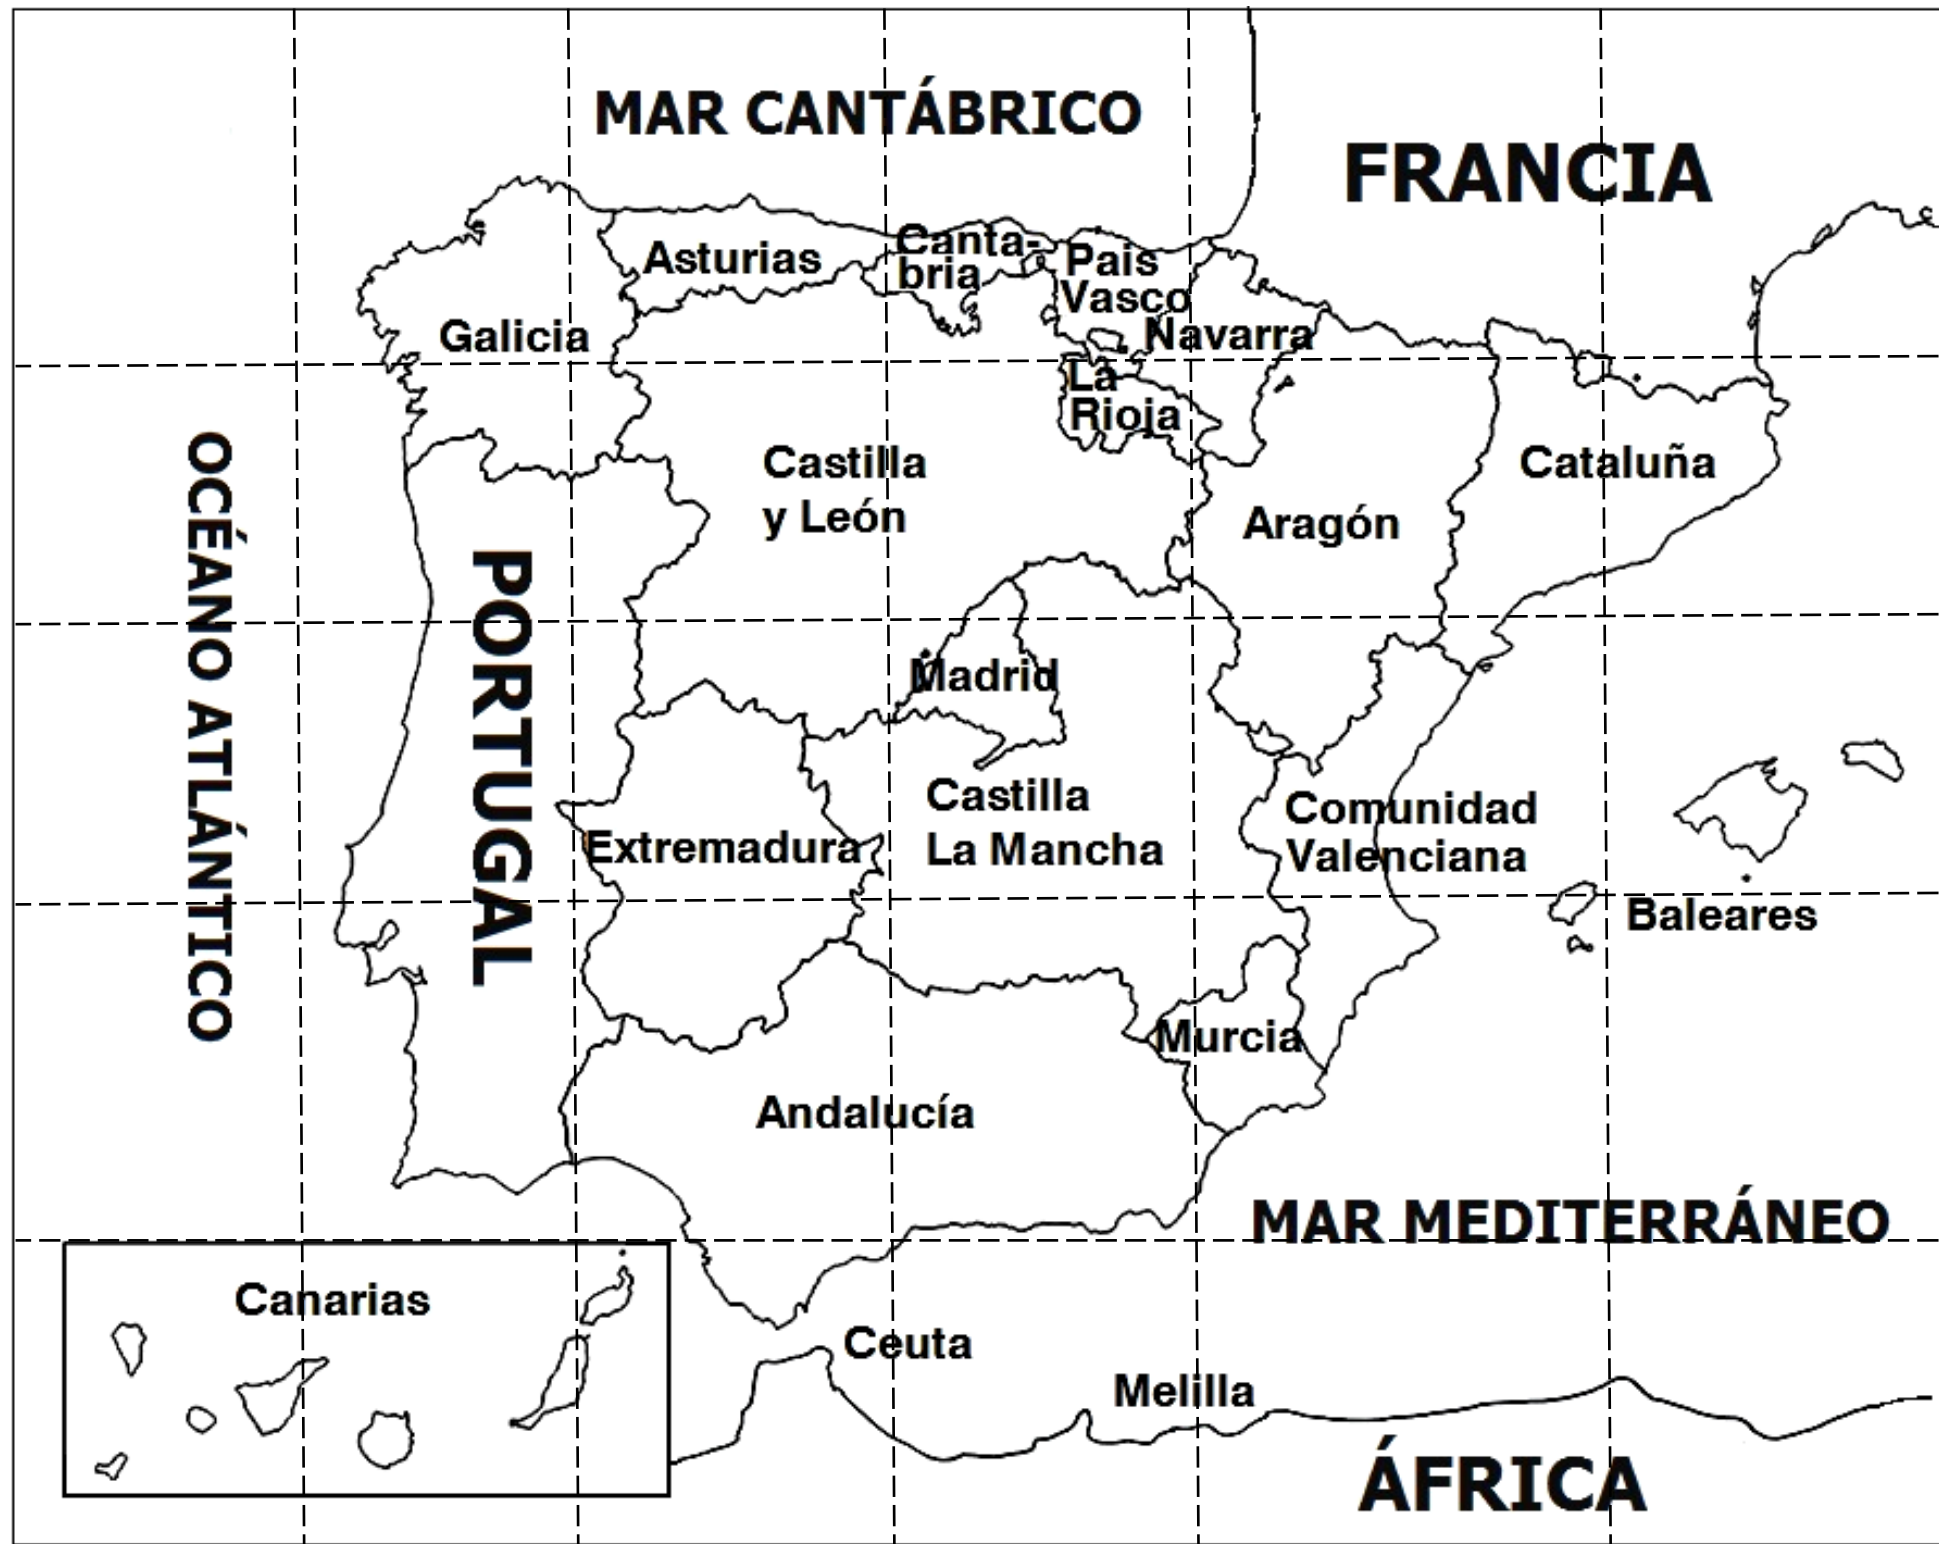 MAR CANTÁBRICO
FRANCIA
Asturias
Canta-
bria
Pais
Vasco
Galicia
Navarra
La
Rioja
Castilla
y León
Cataluña
Aragón
OCÉANO ATLÁNTICO
PORTUGAL
Madrid
Castilla
La Mancha
Comunidad
Valenciana
Extremadura
Baleares
Murcia
Andalucía
MAR MEDITERRÁNEO
Canarias
Ceuta
Melilla
ÁFRICA